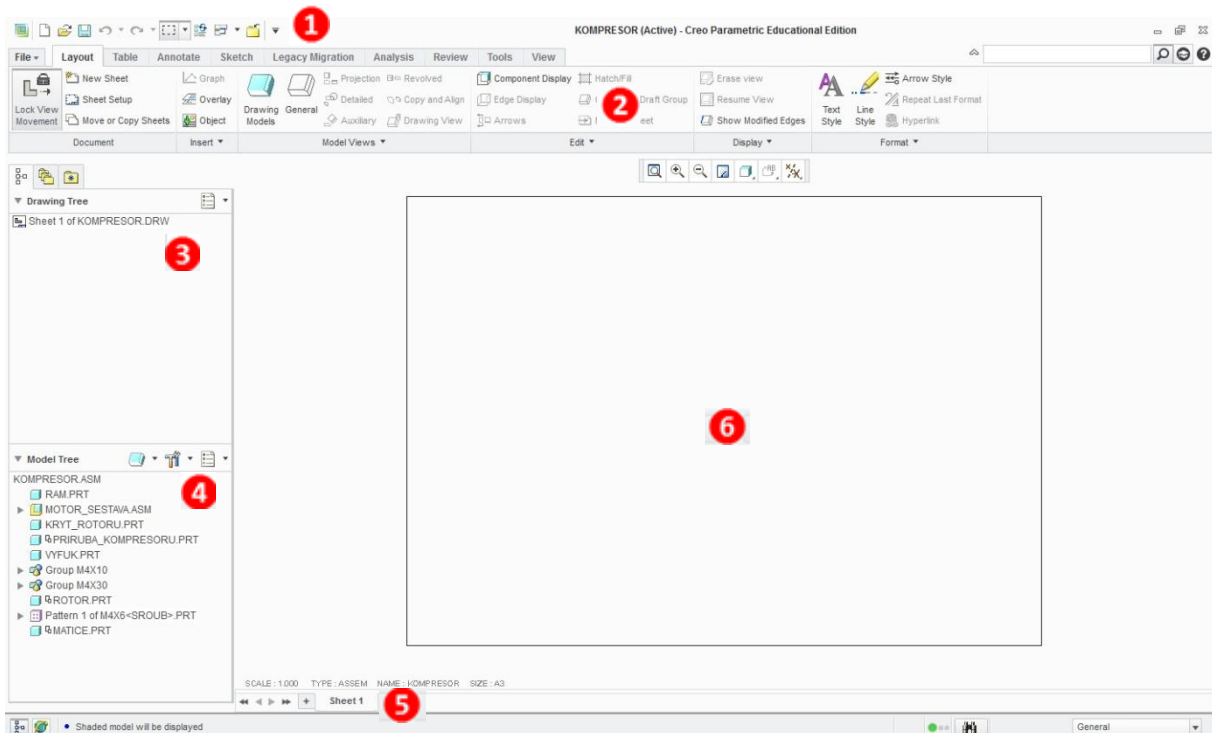 1
KOMPRESOR (Active) - Creo Parametric Educational Edition
File Layout Table Annotate Sketch Legacy Migration Analysis Review Tools View
New Sheet Graph Projection Revolved Component Display Hatch/Fill Erase view Arrow Style
Lock View Movement Sheet Setup Overlay Drawing Models General Detailed Copy and Align Edge Display 2 Draft Group Resume View Text Style Line Style Repeat Last Format
Move or Copy Sheets Object Auxiliary Drawing View Arrows eet Show Modified Edges Hyperlink
Document Insert Model Views Edit Display Format
Drawing Tree
Sheet 1 of KOMPRESOR.DRW
3
6
Model Tree
4
KOMPRESOR.ASM
RAM.PRT
MOTOR_SESTAVA.ASM
KRYT_ROTORU.PRT
PRIRUBA_KOMPRESORU.PRT
VYFUK.PRT
Group M4X10
Group M4X30
ROTOR.PRT
Pattern 1 of M4X6<SROUB>.PRT
MATICE.PRT
SCALE : 1.000 TYPE : ASSEM NAME : KOMPRESOR SIZE : A3
Sheet 1 5
Shaded model will be displayed General